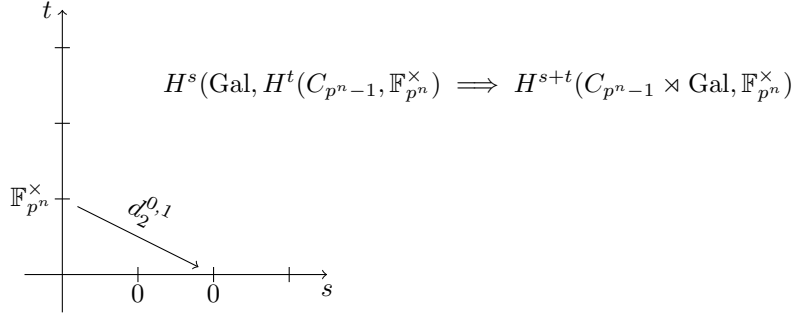 t
H^s(Gal, H^t(C_{p^n−1}, 𝔽_{p^n}^×) ⟹ H^{s+t}(C_{p^n−1} ⋊ Gal, 𝔽_{p^n}^×)
𝔽_{p^n}^×
d_2^{0,1}
0 0 s